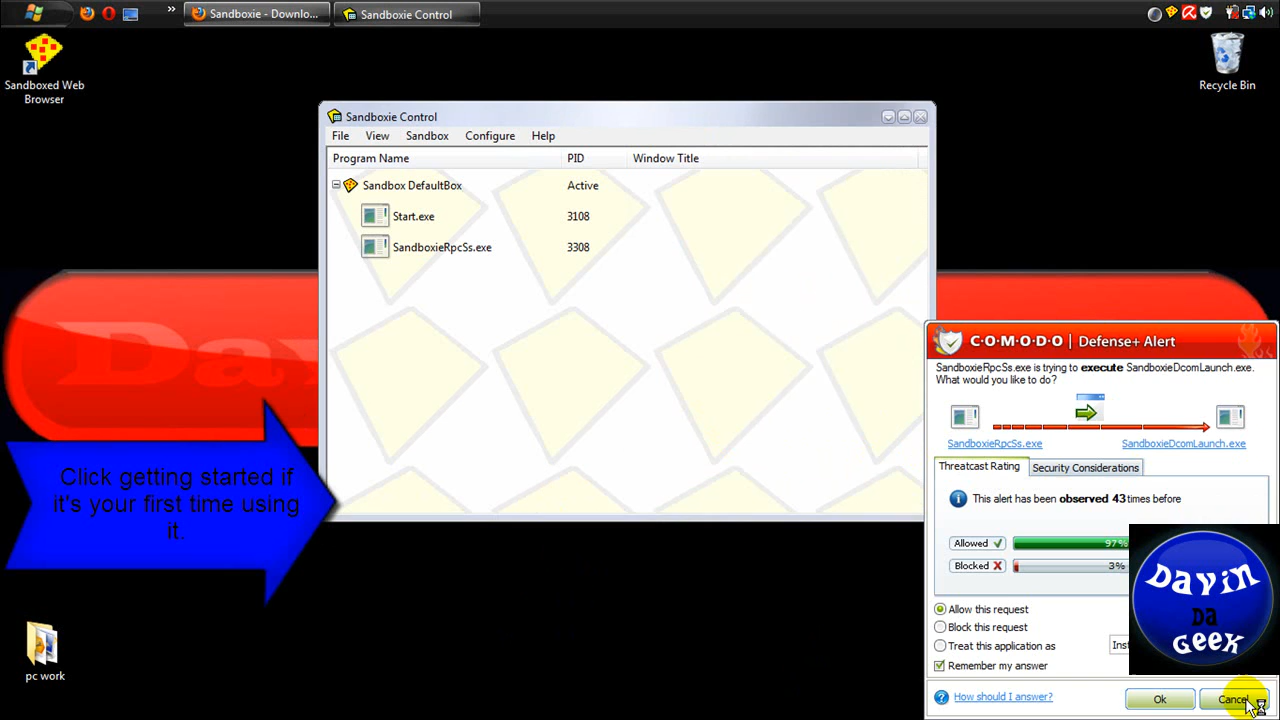 Sandboxie - Downlo...
Sandboxie Control
Sandboxed Web
Browser
Recycle Bin
Sandboxie Control
File View Sandbox Configure Help
Program Name PID Window Title
Sandbox DefaultBox Active
Start.exe 3108
SandboxieRpcSs.exe 3308
C·O·M·O·D·O | Defense+ Alert
SandboxieRpcSs.exe is trying to execute SandboxieDcomLaunch.exe.
What would you like to do?
SandboxieRpcSs.exe SandboxieDcomLaunch.exe
Threatcast Rating Security Considerations
This alert has been observed 43 times before
Allowed 97%
Blocked 3%
Allow this request
Block this request
Treat this application as Inst
Remember my answer
How should I answer?
Ok Cancel
Click getting started if
it's your first time using
it.
Davin
Da
Geek
pc work